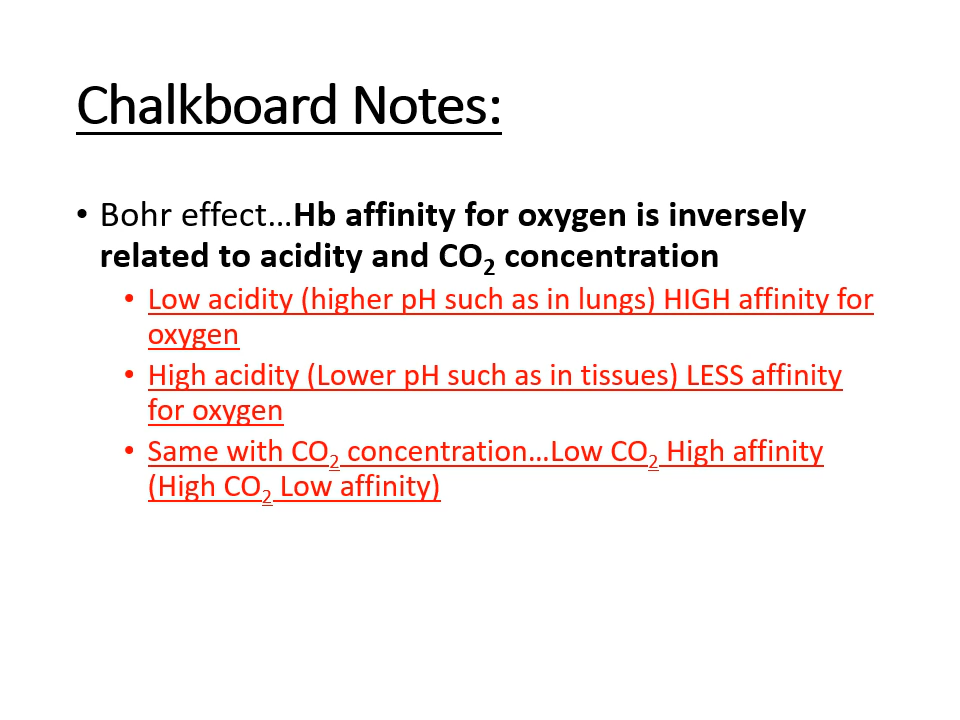 Chalkboard Notes:
• Bohr effect…Hb affinity for oxygen is inversely
related to acidity and CO₂ concentration
• Low acidity (higher pH such as in lungs) HIGH affinity for
oxygen
• High acidity (Lower pH such as in tissues) LESS affinity
for oxygen
• Same with CO₂ concentration…Low CO₂ High affinity
(High CO₂ Low affinity)